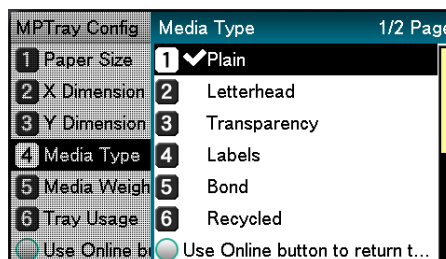 MPTray Config
1 Paper Size
2 X Dimension
3 Y Dimension
4 Media Type
5 Media Weigh
6 Tray Usage
Use Online b
Media Type 1/2 Page
1 Plain
2 Letterhead
3 Transparency
4 Labels
5 Bond
6 Recycled
Use Online button to return t...